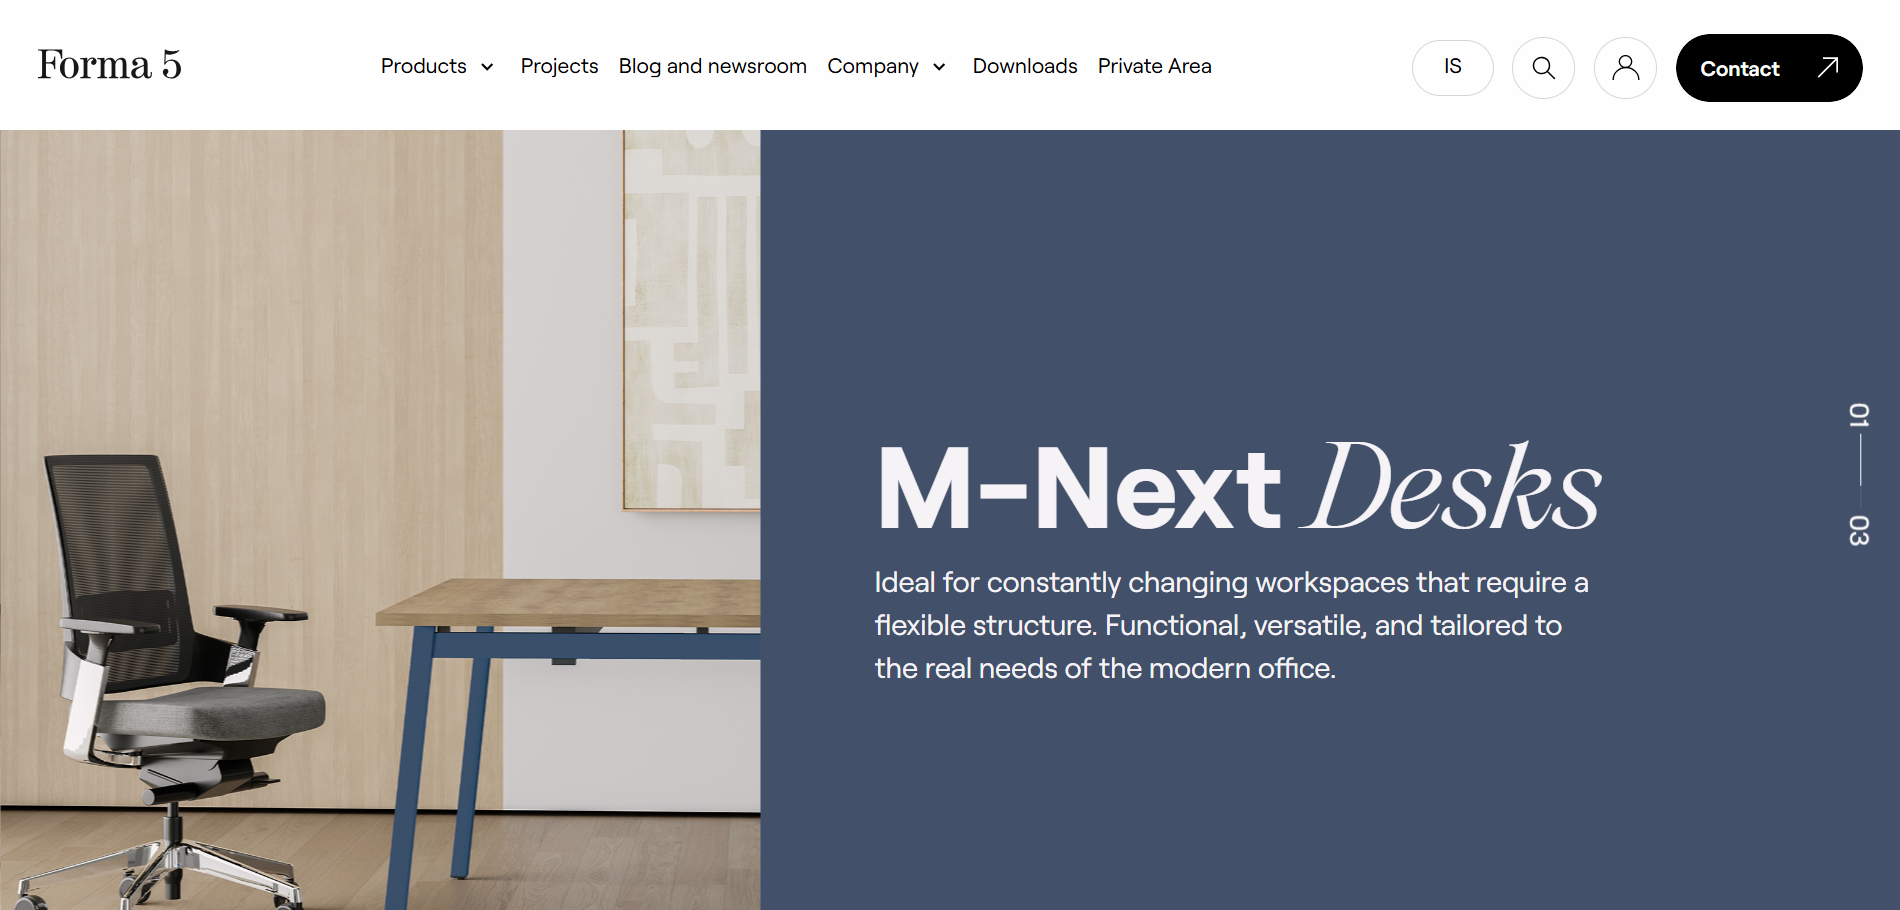 Forma 5
Products
Projects
Blog and newsroom
Company
Downloads
Private Area
IS
Contact
M-Next Desks
Ideal for constantly changing workspaces that require a
flexible structure. Functional, versatile, and tailored to
the real needs of the modern office.
01
03